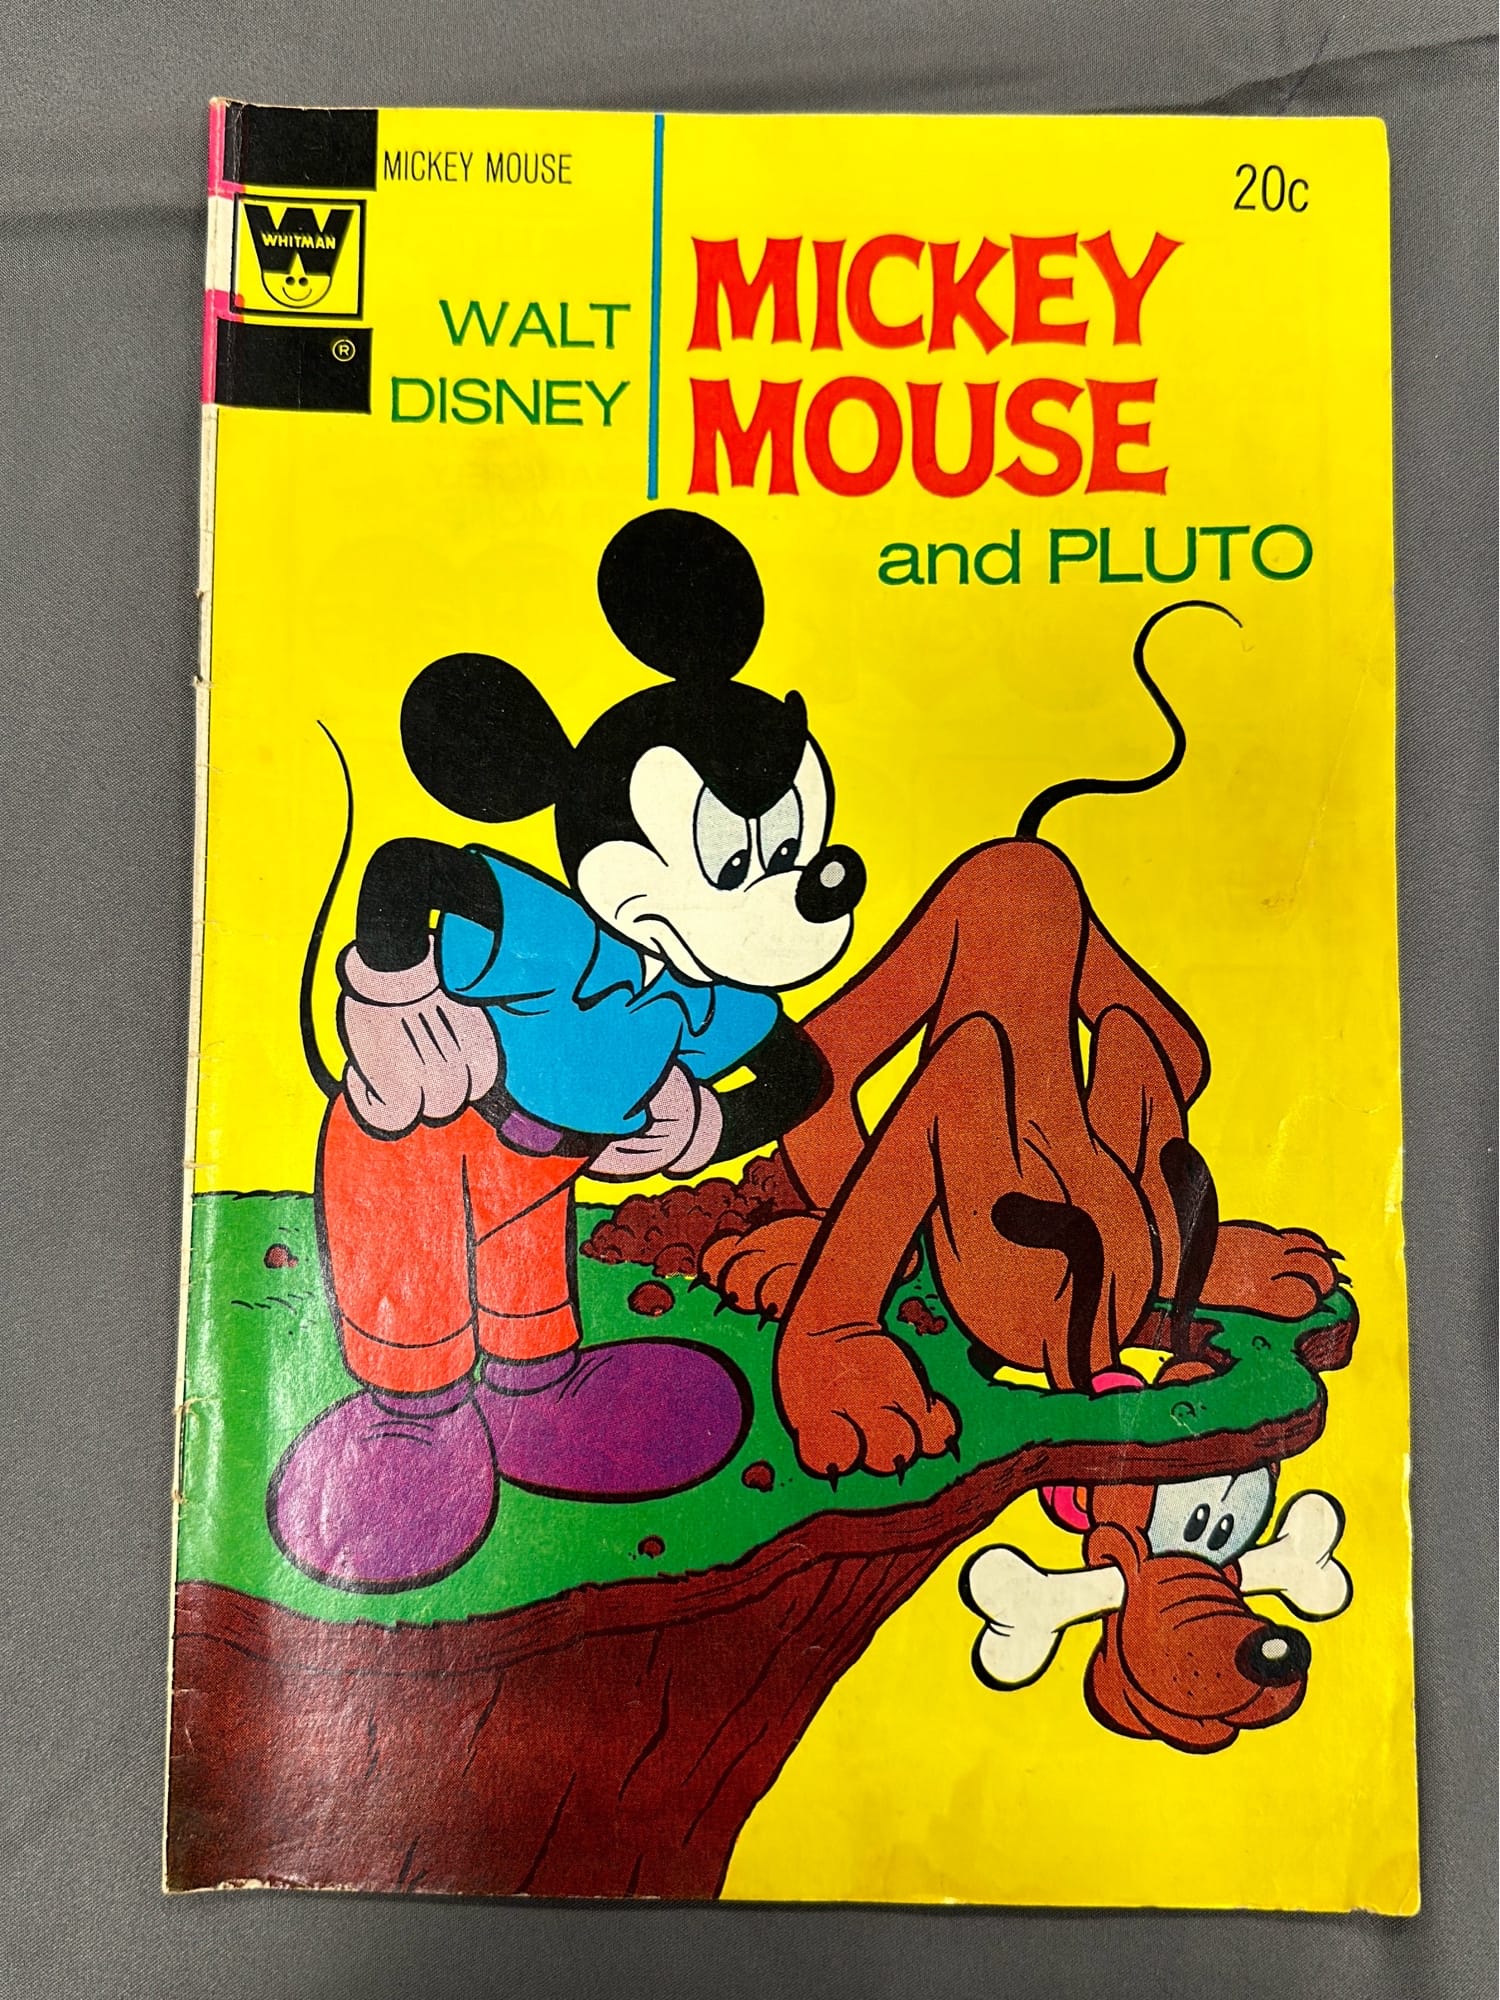 MICKEY MOUSE
20c
WHITMAN
®
WALT
DISNEY
MICKEY
MOUSE
and PLUTO